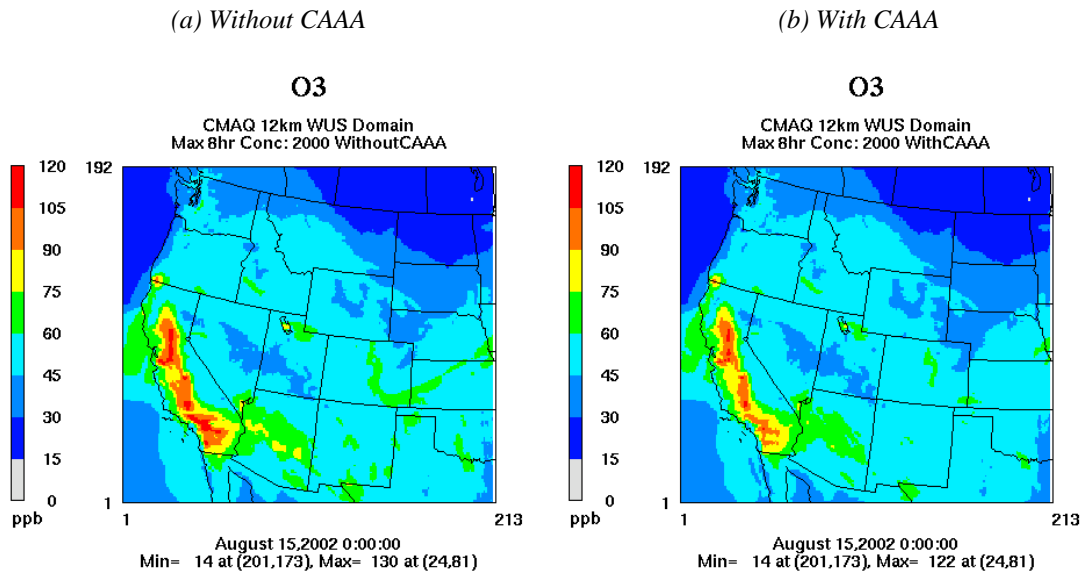 (a) Without CAAA
O3
CMAQ 12km WUS Domain
Max 8hr Conc: 2000 WithoutCAAA
120
105
90
75
60
45
30
15
0
ppb
192
1
1
213
August 15,2002 0:00:00
Min= 14 at (201,173), Max= 130 at (24,81)
(b) With CAAA
O3
CMAQ 12km WUS Domain
Max 8hr Conc: 2000 WithCAAA
120
105
90
75
60
45
30
15
0
ppb
192
1
1
213
August 15,2002 0:00:00
Min= 14 at (201,173), Max= 122 at (24,81)